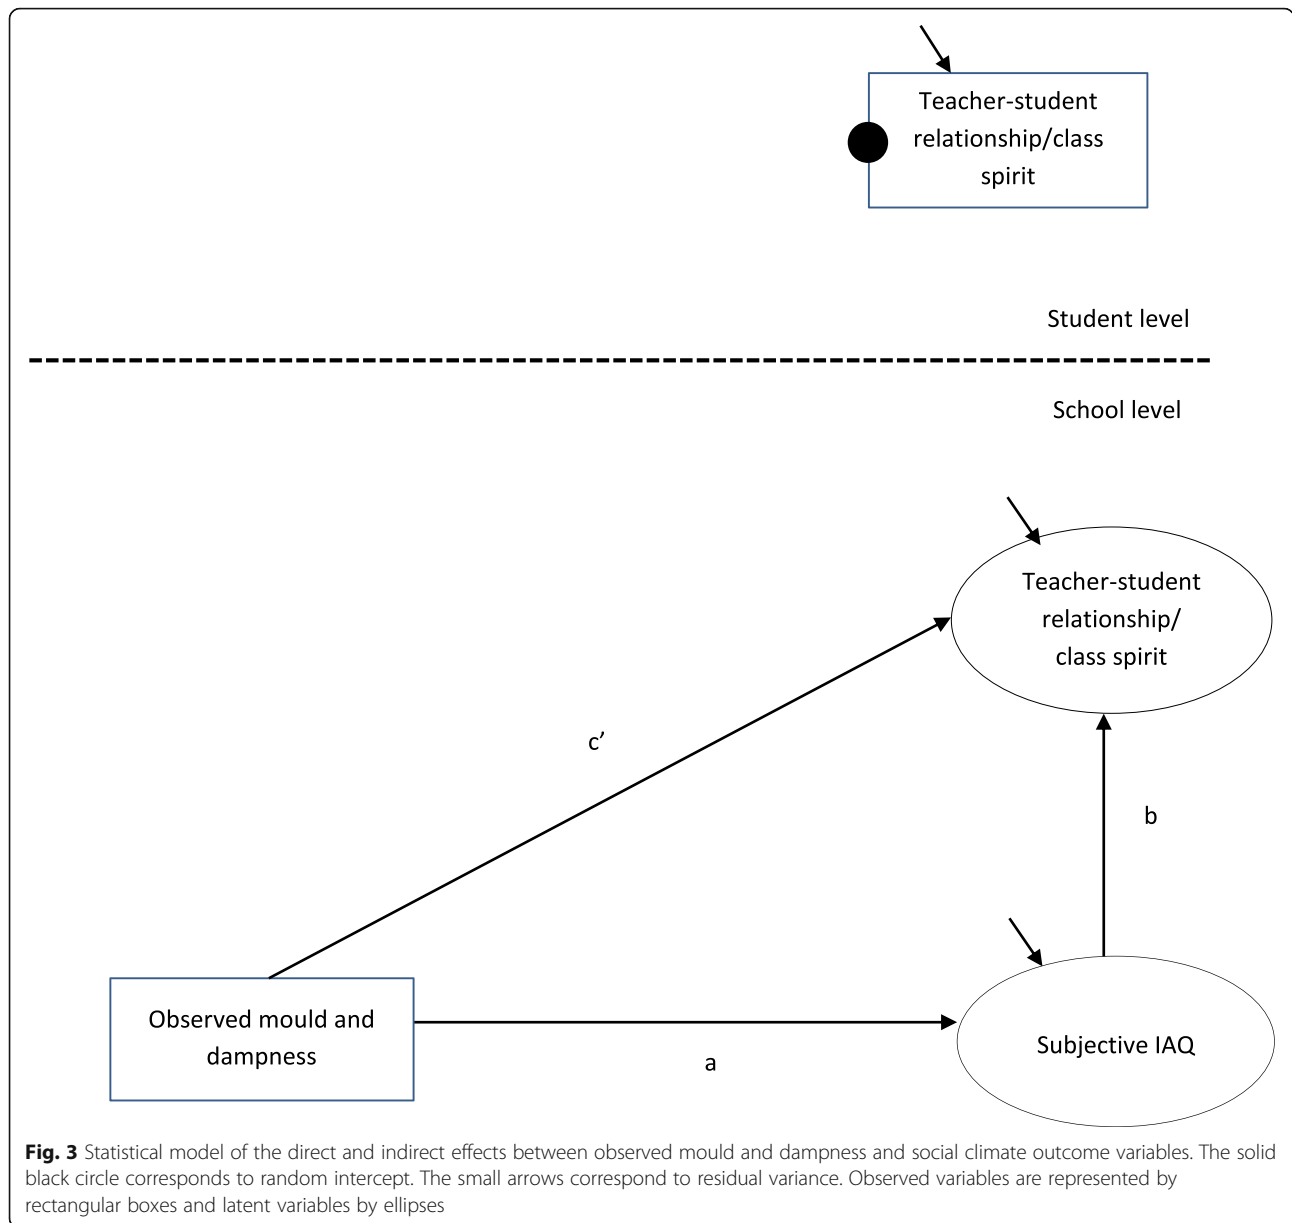 Teacher-student
relationship/class
spirit
Student level
School level
Teacher-student
relationship/
class spirit
c’
b
Observed mould and
dampness
a
Subjective IAQ
Fig. 3 Statistical model of the direct and indirect effects between observed mould and dampness and social climate outcome variables. The solid
black circle corresponds to random intercept. The small arrows correspond to residual variance. Observed variables are represented by
rectangular boxes and latent variables by ellipses